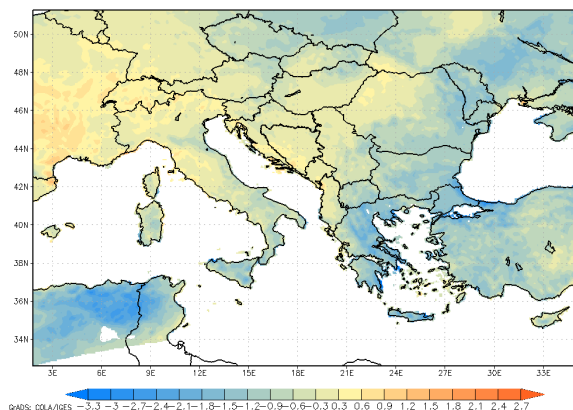 50N
48N
46N
44N
42N
40N
38N
36N
34N
3E 6E 9E 12E 15E 18E 21E 24E 27E 30E 33E
-3.3 -3 -2.7 -2.4 -2.1 -1.8 -1.5 -1.2 -0.9 -0.6 -0.3 0.3 0.6 0.9 1.2 1.5 1.8 2.1 2.4 2.7
GrADS: COLA/IGES